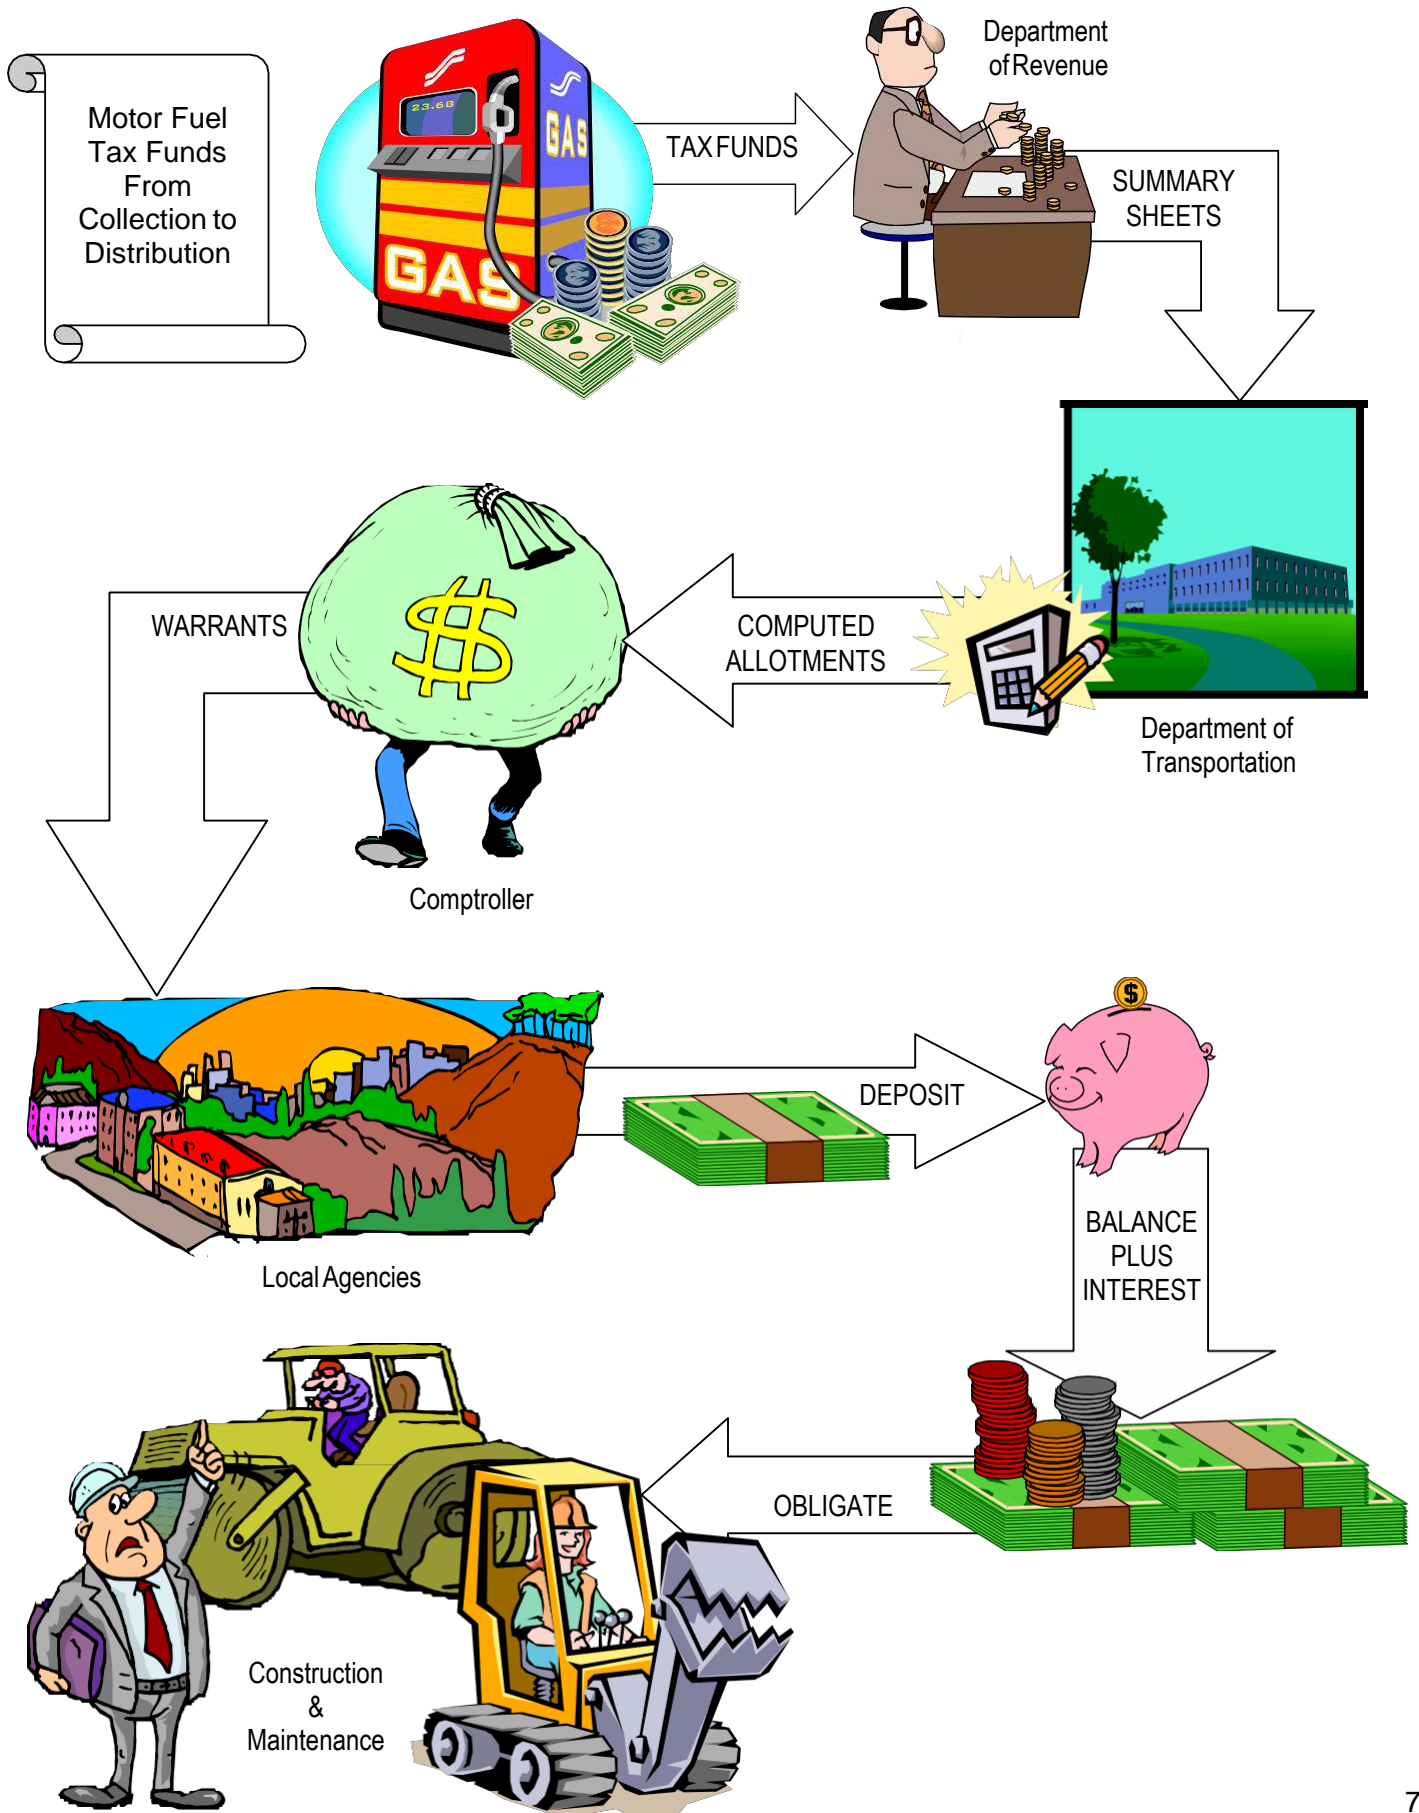 Motor Fuel
Tax Funds
From
Collection to
Distribution
23.68
GAS
GAS
TAX FUNDS
Department
of Revenue
SUMMARY
SHEETS
Department of
Transportation
COMPUTED
ALLOTMENTS
$
Comptroller
WARRANTS
Local Agencies
DEPOSIT
$
BALANCE
PLUS
INTEREST
OBLIGATE
Construction
&
Maintenance
7